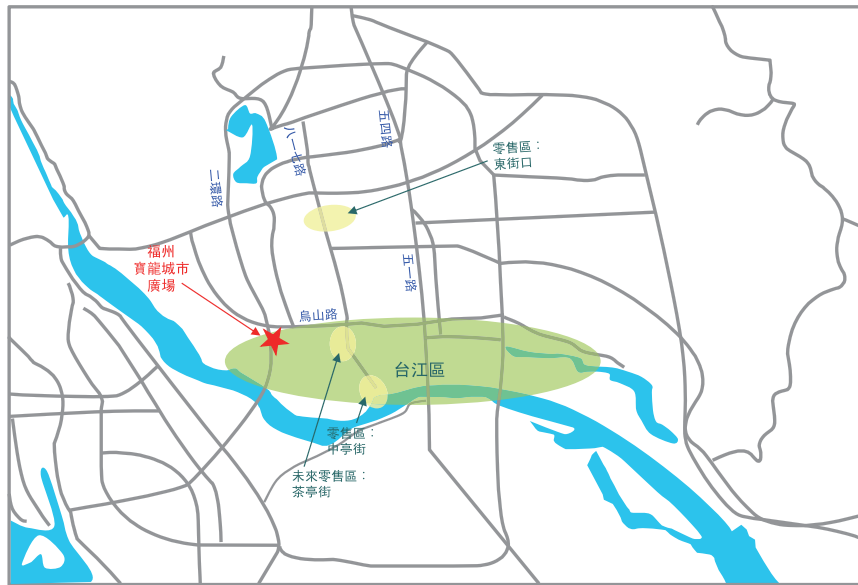 五四路
八一七路
零售區：
東街口
二環路
福州
寶龍城市
廣場
五一路
烏山路
台江區
零售區：
中亭街
未來零售區：
茶亭街